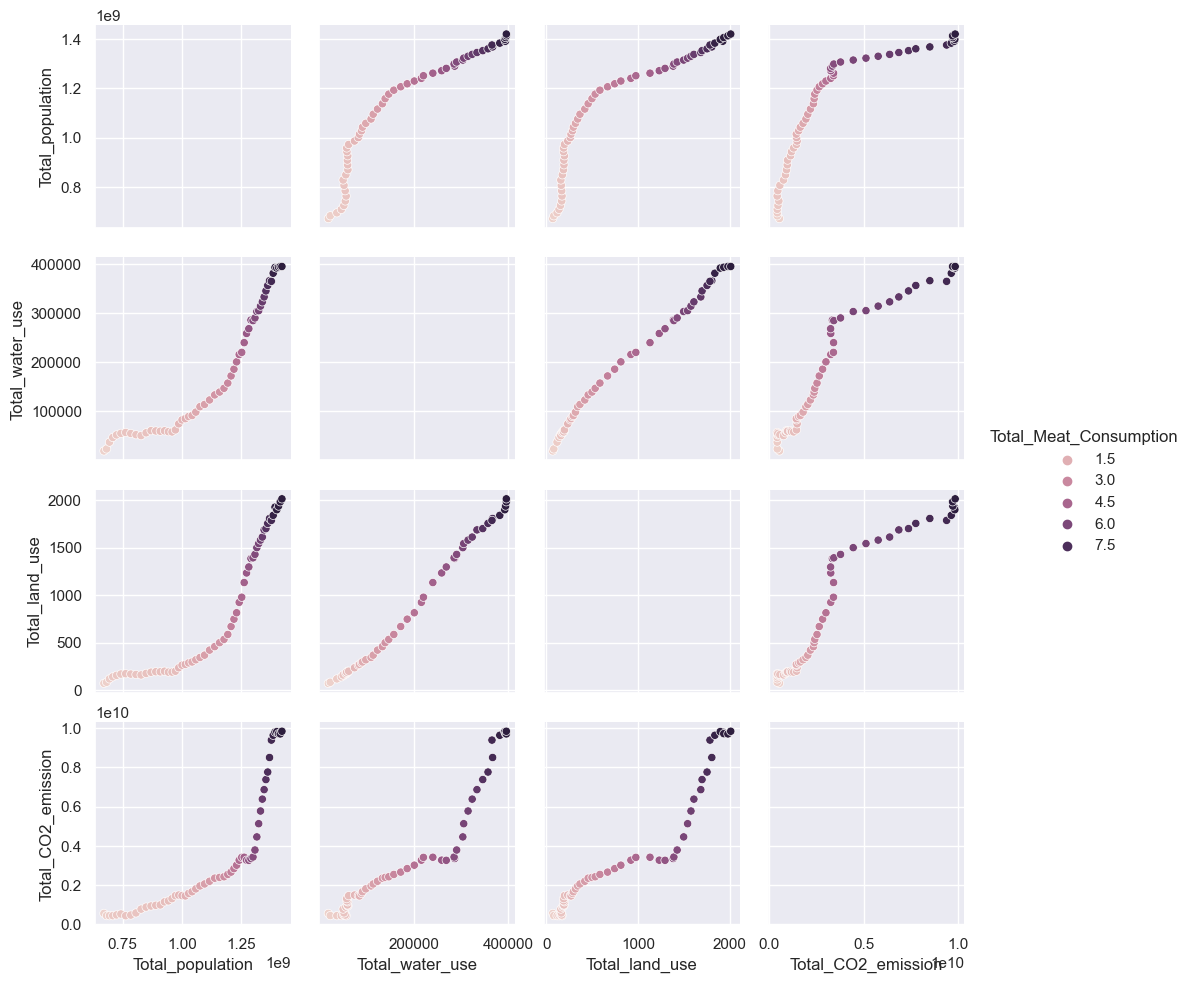 1e9
1.4
1.2
1.0
0.8
Total_population
400000
300000
200000
100000
Total_water_use
2000
1500
1000
500
0
Total_land_use
1e10
1.0
0.8
0.6
0.4
0.2
0.0
Total_CO2_emission
0.75 1.00 1.25
Total_population
1e9
200000 400000
Total_water_use
0 1000 2000
Total_land_use
0.0 0.5 1.0
Total_CO2_emission
1e10
Total_Meat_Consumption
1.5
3.0
4.5
6.0
7.5